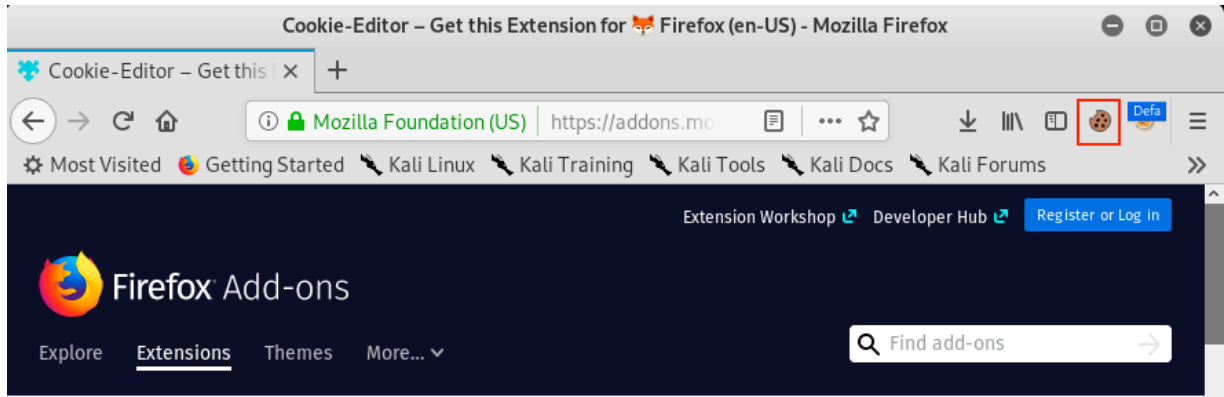 Cookie-Editor – Get this Extension for 🦊 Firefox (en-US) - Mozilla Firefox
Cookie-Editor – Get this
Mozilla Foundation (US) https://addons.mo
Defa
Most Visited Getting Started Kali Linux Kali Training Kali Tools Kali Docs Kali Forums
Extension Workshop Developer Hub Register or Log in
Firefox Add-ons
Explore Extensions Themes More...
Find add-ons